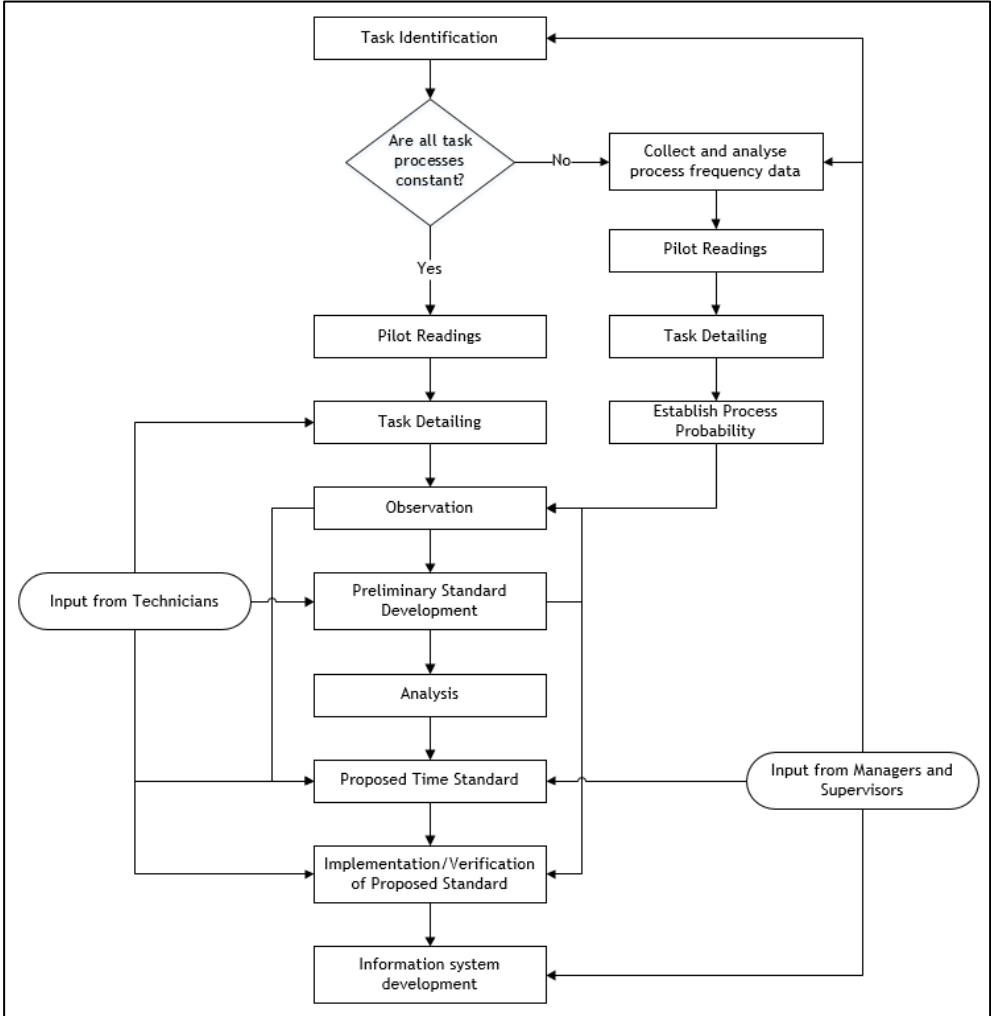 Task Identification
Are all task
processes
constant?
No
Collect and analyse
process frequency data
Pilot Readings
Yes
Pilot Readings
Task Detailing
Task Detailing
Establish Process
Probability
Observation
Input from Technicians
Preliminary Standard
Development
Analysis
Proposed Time Standard
Input from Managers and
Supervisors
Implementation/Verification
of Proposed Standard
Information system
development